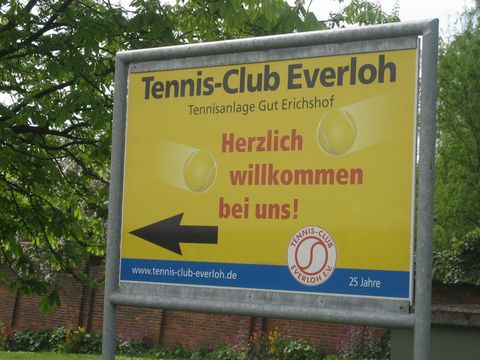 Tennis-Club Everloh
Tennisanlage Gut Erichshof
Herzlich
willkommen
bei uns!
TENNIS-CLUB
EVERLOH E.V.
www.tennis-club-everloh.de
25 Jahre